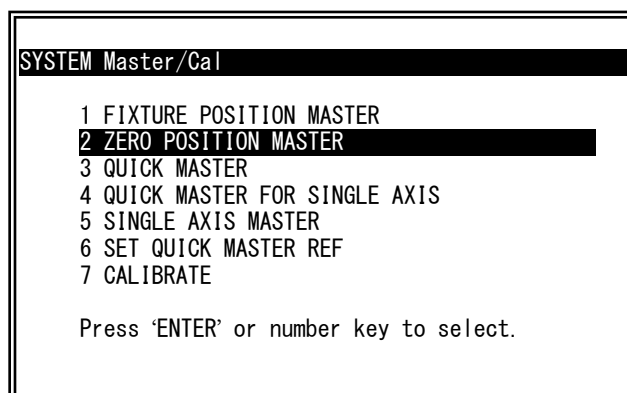 SYSTEM Master/Cal
1 FIXTURE POSITION MASTER
2 ZERO POSITION MASTER
3 QUICK MASTER
4 QUICK MASTER FOR SINGLE AXIS
5 SINGLE AXIS MASTER
6 SET QUICK MASTER REF
7 CALIBRATE
Press ‘ENTER’ or number key to select.